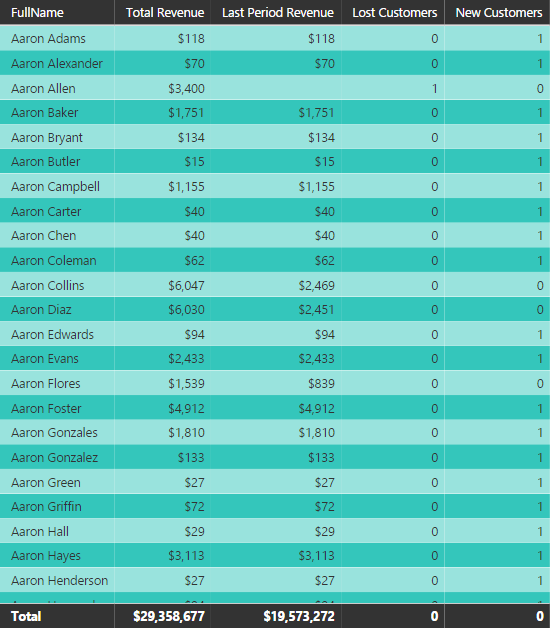 FullName Total Revenue Last Period Revenue Lost Customers New Customers
Aaron Adams $118 $118 0 1
Aaron Alexander $70 $70 0 1
Aaron Allen $3,400 1 0
Aaron Baker $1,751 $1,751 0 1
Aaron Bryant $134 $134 0 1
Aaron Butler $15 $15 0 1
Aaron Campbell $1,155 $1,155 0 1
Aaron Carter $40 $40 0 1
Aaron Chen $40 $40 0 1
Aaron Coleman $62 $62 0 1
Aaron Collins $6,047 $2,469 0 0
Aaron Diaz $6,030 $2,451 0 0
Aaron Edwards $94 $94 0 1
Aaron Evans $2,433 $2,433 0 1
Aaron Flores $1,539 $839 0 0
Aaron Foster $4,912 $4,912 0 1
Aaron Gonzales $1,810 $1,810 0 1
Aaron Gonzalez $133 $133 0 1
Aaron Green $27 $27 0 1
Aaron Griffin $72 $72 0 1
Aaron Hall $29 $29 0 1
Aaron Hayes $3,113 $3,113 0 1
Aaron Henderson $27 $27 0 1
Total $29,358,677 $19,573,272 0 0